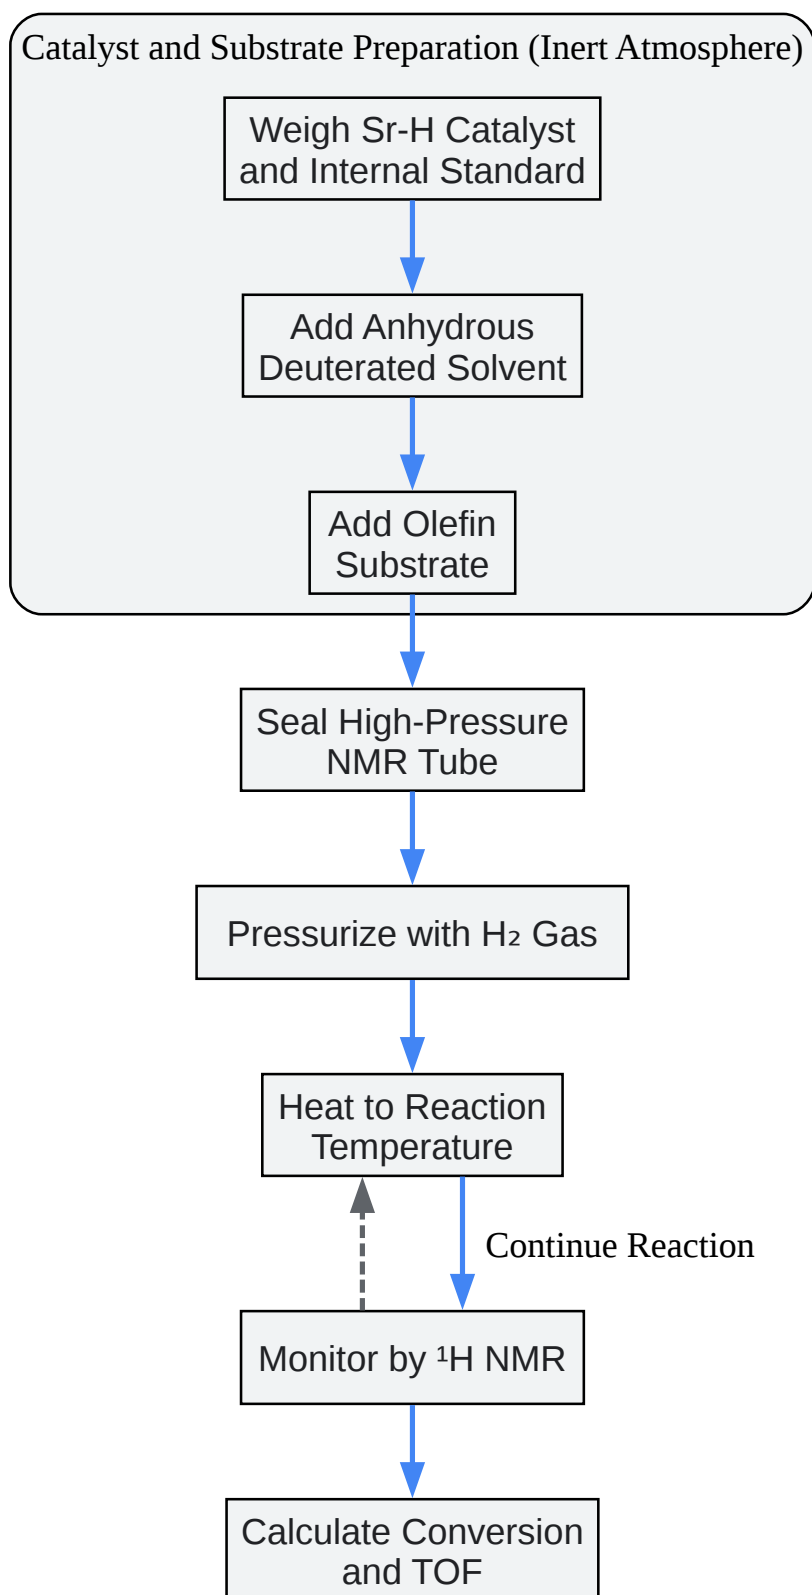 Catalyst and Substrate Preparation (Inert Atmosphere)
Weigh Sr-H Catalyst
and Internal Standard
Add Anhydrous
Deuterated Solvent
Add Olefin
Substrate
Seal High-Pressure
NMR Tube
Pressurize with H₂ Gas
Heat to Reaction
Temperature
Continue Reaction
Monitor by ¹H NMR
Calculate Conversion
and TOF